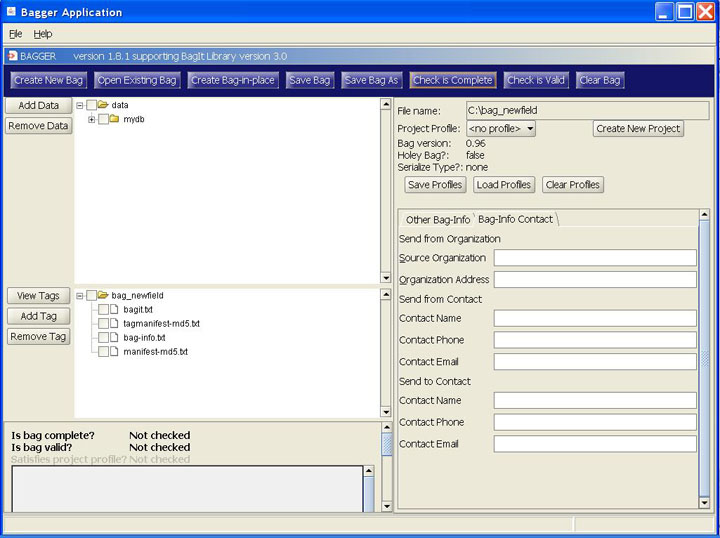 Bagger Application
File Help
BAGGER version 1.8.1 supporting BagIt Library version 3.0
Create New Bag Open Existing Bag Create Bag-in-place Save Bag Save Bag As Check is Complete Check is Valid Clear Bag
Add Data
Remove Data
data
mydb
View Tags
Add Tag
Remove Tag
bag_newfield
bagit.txt
tagmanifest-md5.txt
bag-info.txt
manifest-md5.txt
Is bag complete? Not checked
Is bag valid? Not checked
Satisfies project profile? Not checked
File name: C:\bag_newfield
Project Profile: <no profile> Create New Project
Bag version: 0.96
Holey Bag?: false
Serialize Type?: none
Save Profiles Load Profiles Clear Profiles
Other Bag-Info Bag-Info Contact
Send from Organization
Source Organization
Organization Address
Send from Contact
Contact Name
Contact Phone
Contact Email
Send to Contact
Contact Name
Contact Phone
Contact Email